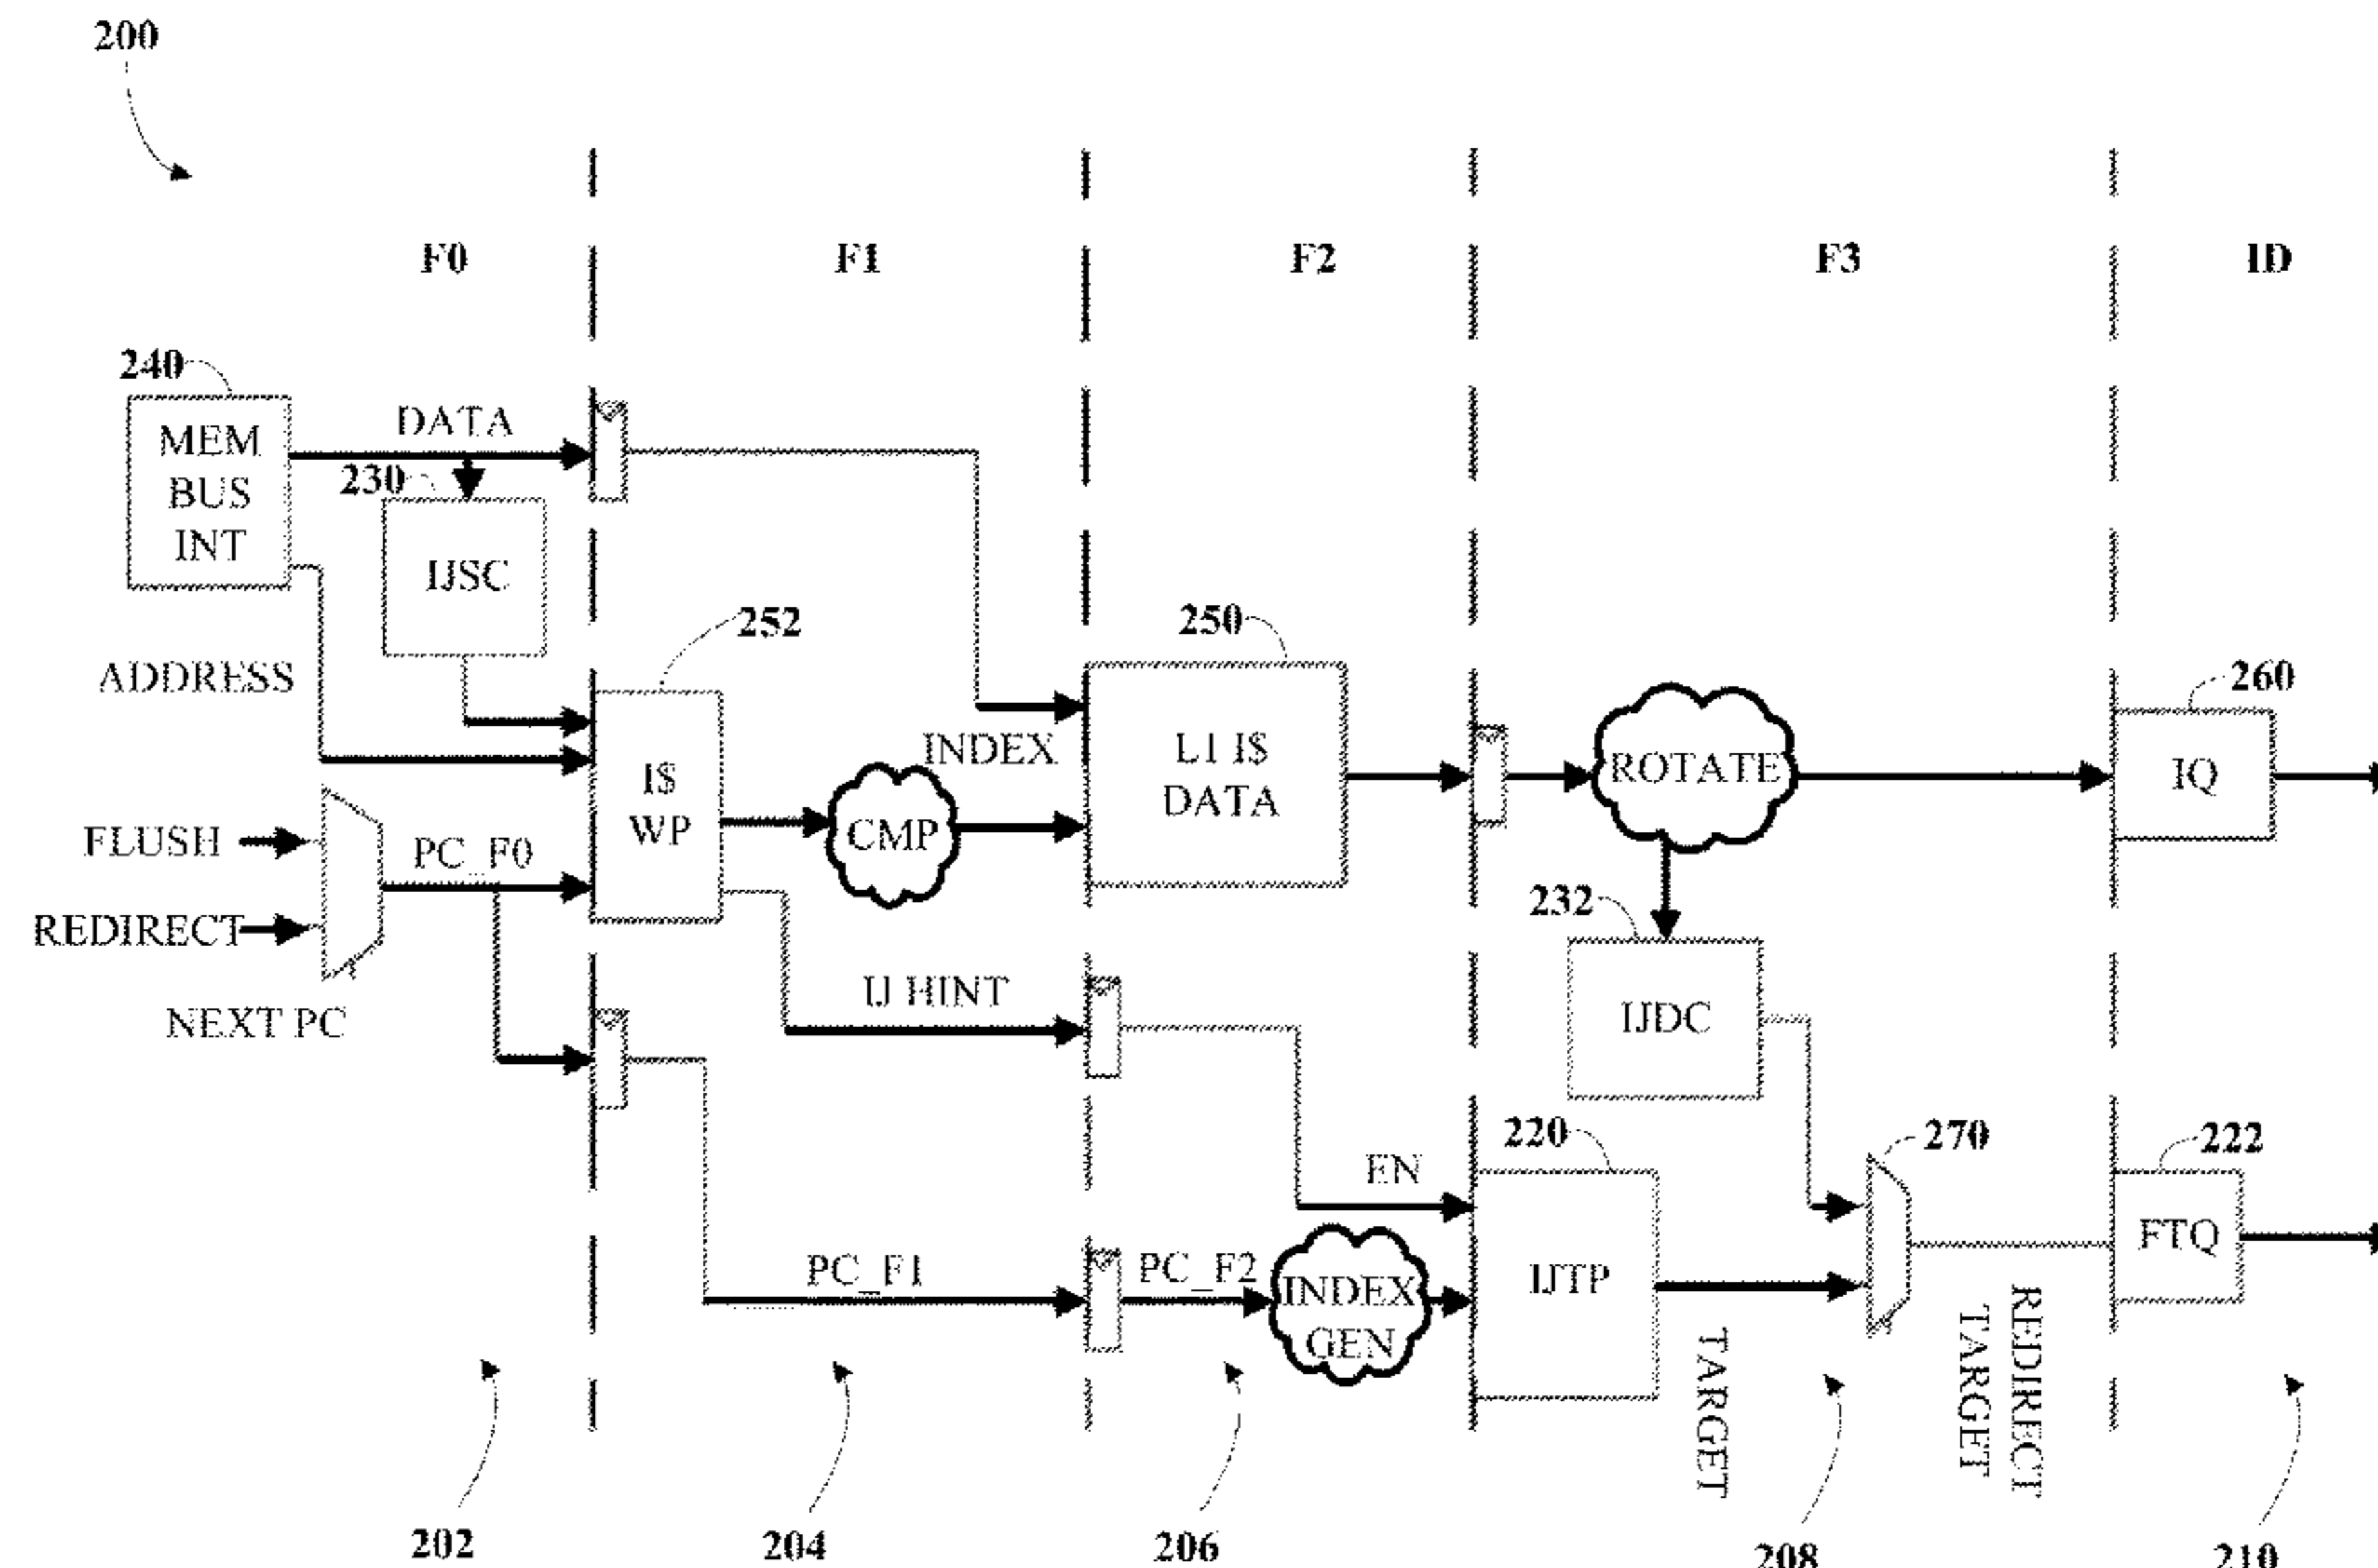 200
F0
F1
F2
F3
ID
240
MEM
BUS
INT
DATA
230
IJSC
ADDRESS
252
I$
WP
FLUSH
REDIRECT
PC_F0
NEXT PC
CMP
INDEX
250
L1 I$
DATA
ROTATE
260
IQ
IJ HINT
232
IJDC
EN
220
IJTP
270
222
FTQ
PC_F1
PC_F2
INDEX
GEN
TARGET
REDIRECT
TARGET
202
204
206
208
210